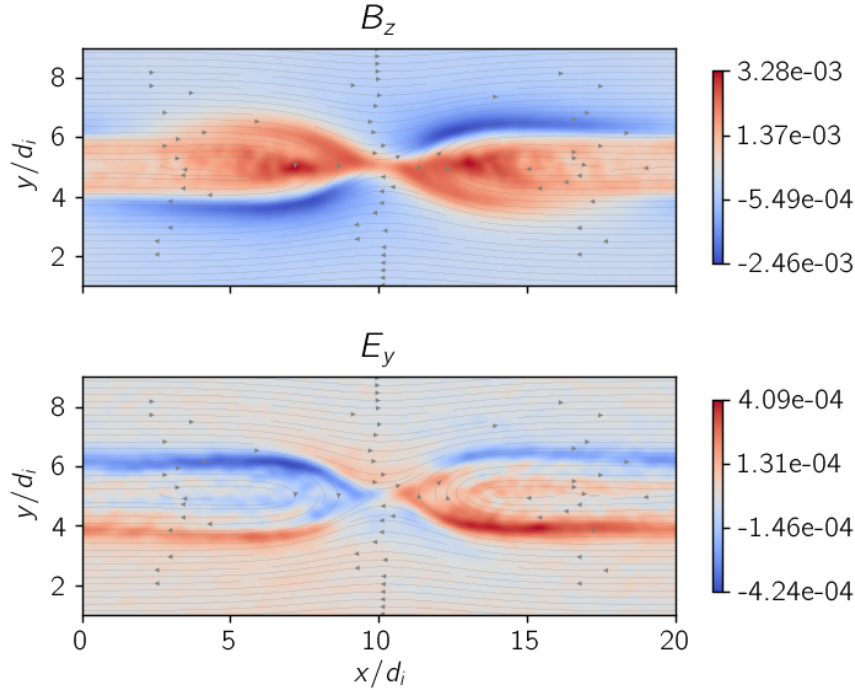 B_z
3.28e-03
8
1.37e-03
6
y/d_i
4
-5.49e-04
2
-2.46e-03
E_y
4.09e-04
8
1.31e-04
6
y/d_i
4
-1.46e-04
2
-4.24e-04
0 5 10 15 20
x/d_i